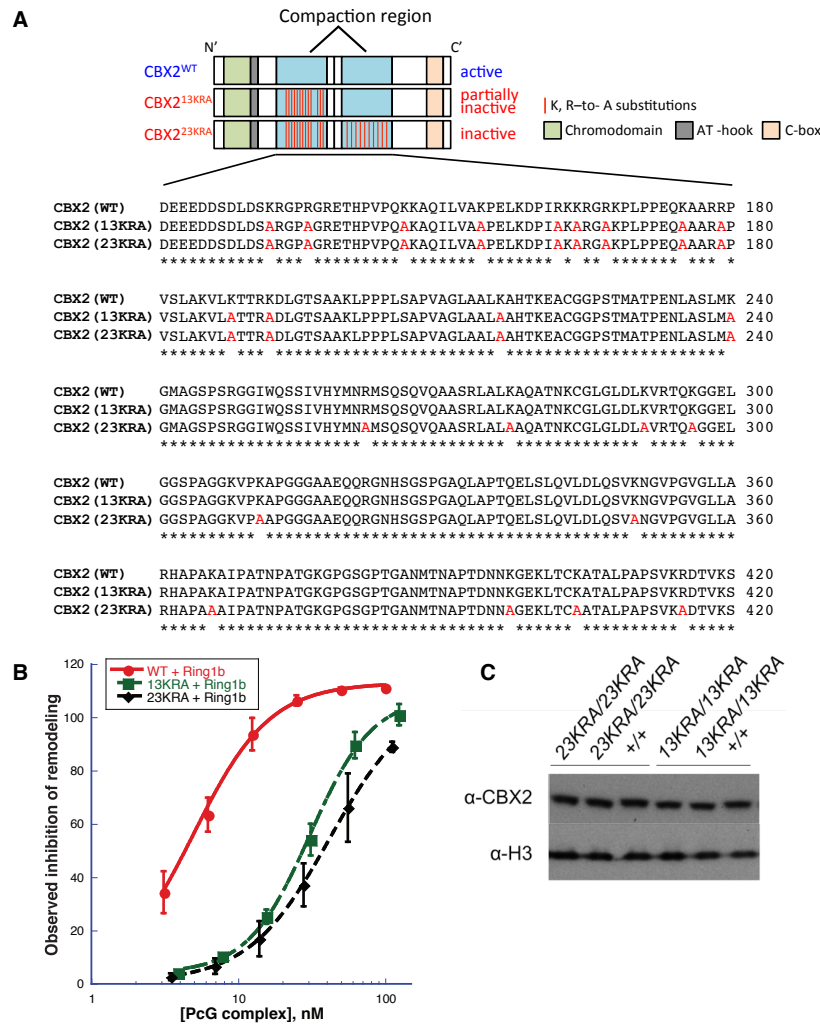 A
Compaction region
N'
C'
CBX2WT
active
CBX213KRA
partially
inactive
CBX223KRA
inactive
K, R–to- A substitutions
Chromodomain
AT -hook
C-box
CBX2(WT) DEEEDDSDLDSKRGPRGRETHPVPQKKAQILVAKPELKDPIRKKRGRKPLPPEQKAARRP 180
CBX2(13KRA) DEEEDDSDLDSARGPAGRETHPVPQAKAQILVAAPELKDPIAKARGAKPLPPEQAAARAP 180
CBX2(23KRA) DEEEDDSDLDSARGPAGRETHPVPQAKAQILVAAPELKDPIAKARGAKPLPPEQAAARAP 180
*********** *** ********* ******* ******* * ** ******* *** *
CBX2(WT) VSLAKVLKTTRKDLGTSAAKLPPPLSAPVAGLAALKAHTKEACGGPSTMATPENLASLMK 240
CBX2(13KRA) VSLAKVLATTRADLGTSAAKLPPPLSAPVAGLAALAAHTKEACGGPSTMATPENLASLMA 240
CBX2(23KRA) VSLAKVLATTRADLGTSAAKLPPPLSAPVAGLAALAAHTKEACGGPSTMATPENLASLMA 240
******* *** *********************** ***********************
CBX2(WT) GMAGSPSRGGIWQSSIVHYMNRMSQSQVQAASRLALKAQATNKCGLGLDLKVRTQKGGEL 300
CBX2(13KRA) GMAGSPSRGGIWQSSIVHYMNRMSQSQVQAASRLALKAQATNKCGLGLDLKVRTQKGGEL 300
CBX2(23KRA) GMAGSPSRGGIWQSSIVHYMNAMSQSQVQAASRLALAAQATNKCGLGLDLAVRTQAGGEL 300
********************* ************** ************* **** ****
CBX2(WT) GGSPAGGKVPKAPGGGAAEQQRGNHSGSPGAQLAPTQELSLQVLDLQSVKNGVPGVGLLA 360
CBX2(13KRA) GGSPAGGKVPKAPGGGAAEQQRGNHSGSPGAQLAPTQELSLQVLDLQSVKNGVPGVGLLA 360
CBX2(23KRA) GGSPAGGKVPAAPGGGAAEQQRGNHSGSPGAQLAPTQELSLQVLDLQSVANGVPGVGLLA 360
********** ************************************** **********
CBX2(WT) RHAPAKAIPATNPATGKGPGSGPTGANMTNAPTDNNKGEKLTCKATALPAPSVKRDTVKS 420
CBX2(13KRA) RHAPAKAIPATNPATGKGPGSGPTGANMTNAPTDNNKGEKLTCKATALPAPSVKRDTVKS 420
CBX2(23KRA) RHAPAAAIPATNPATGKGPGSGPTGANMTNAPTDNNAGEKLTCAATALPAPSVKADTVKS 420
***** ****************************** ****** ********** *****
B
WT + Ring1b
13KRA + Ring1b
23KRA + Ring1b
Observed inhibition of remodeling
120
100
80
60
40
20
0
1
10
100
[PcG complex], nM
C
23KRA/23KRA
23KRA/23KRA
+/+
13KRA/13KRA
13KRA/13KRA
+/+
α-CBX2
α-H3